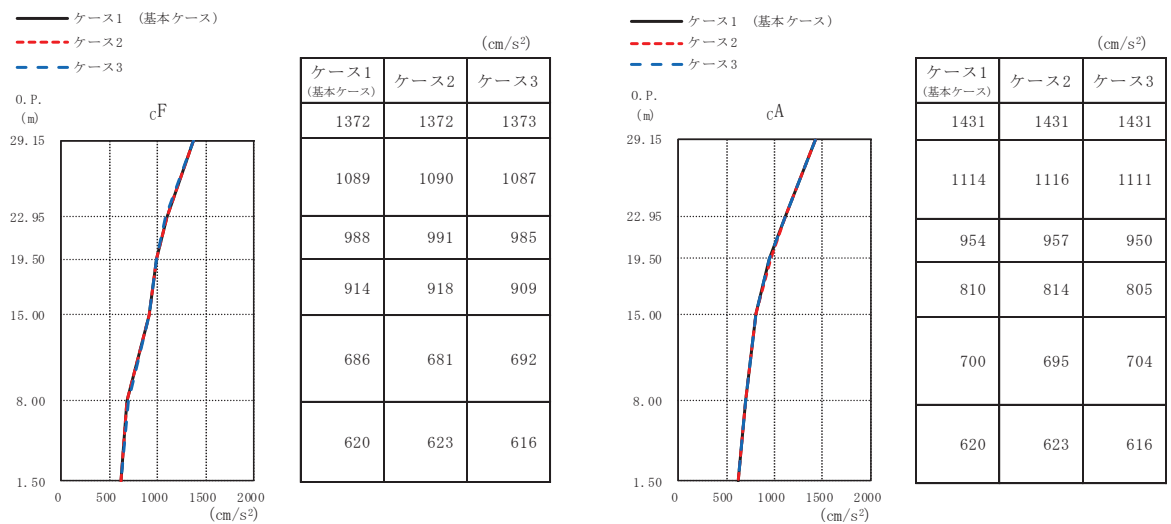 ケース1 (基本ケース)
ケース2
ケース3
O.P.
(m)
cF
29.15
22.95
19.50
15.00
8.00
1.50
0 500 1000 1500 2000
(cm/s²)
(cm/s²)
ケース1 ケース2 ケース3
(基本ケース)
1372 1372 1373
1089 1090 1087
988 991 985
914 918 909
686 681 692
620 623 616
ケース1 (基本ケース)
ケース2
ケース3
O.P.
(m)
cA
29.15
22.95
19.50
15.00
8.00
1.50
0 500 1000 1500 2000
(cm/s²)
(cm/s²)
ケース1 ケース2 ケース3
(基本ケース)
1431 1431 1431
1114 1116 1111
954 957 950
810 814 805
700 695 704
620 623 616